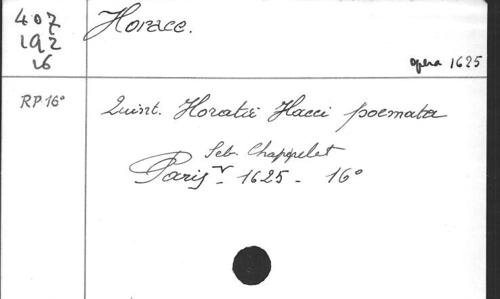 407
192
16
Horace.
opera 1625
RP 16°
Quint. Horatii Flacci poemata
Seb. Chappelet
Paris - 1625 - 16°